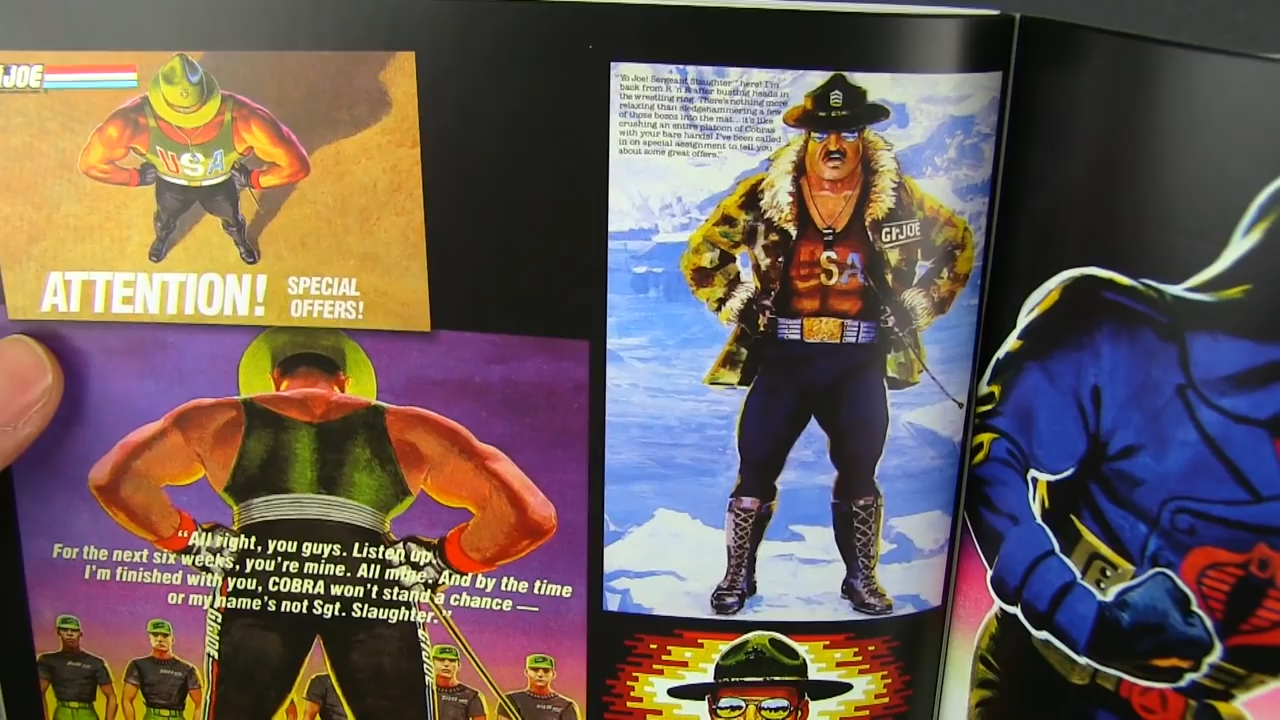 JOE
USA
ATTENTION!
SPECIAL
OFFERS!
"All right, you guys. Listen up.
For the next six weeks, you're mine. All mine. And by the time
I'm finished with you, COBRA won't stand a chance —
or my name's not Sgt. Slaughter."
GI JOE
"Yo Joe! Sergeant Slaughter™ here! I'm
back from R 'n R after busting heads in
the wrestling ring. There's nothing more
relaxing than sledgehammering a few
of those bozos into the mat...it's like
crushing an entire platoon of Cobras
with your bare hands! I've been called
in on special assignment to tell you
about some great offers."
GI JOE
USA